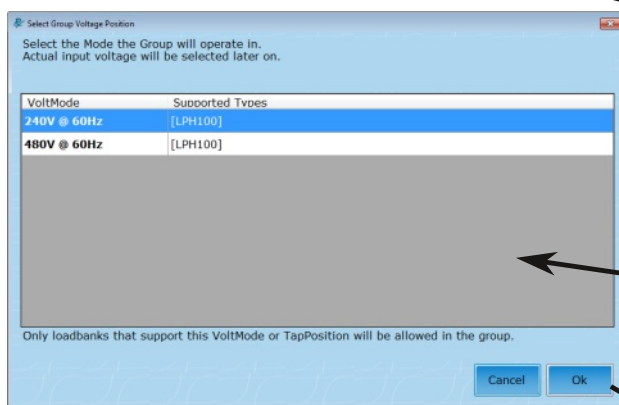 Select Group Voltage Position
Select the Mode the Group will operate in.
Actual input voltage will be selected later on.
VoltMode Supported Types
240V @ 60Hz [LPH100]
480V @ 60Hz [LPH100]
Only loadbanks that support this VoltMode or TapPosition will be allowed in the group.
Cancel Ok